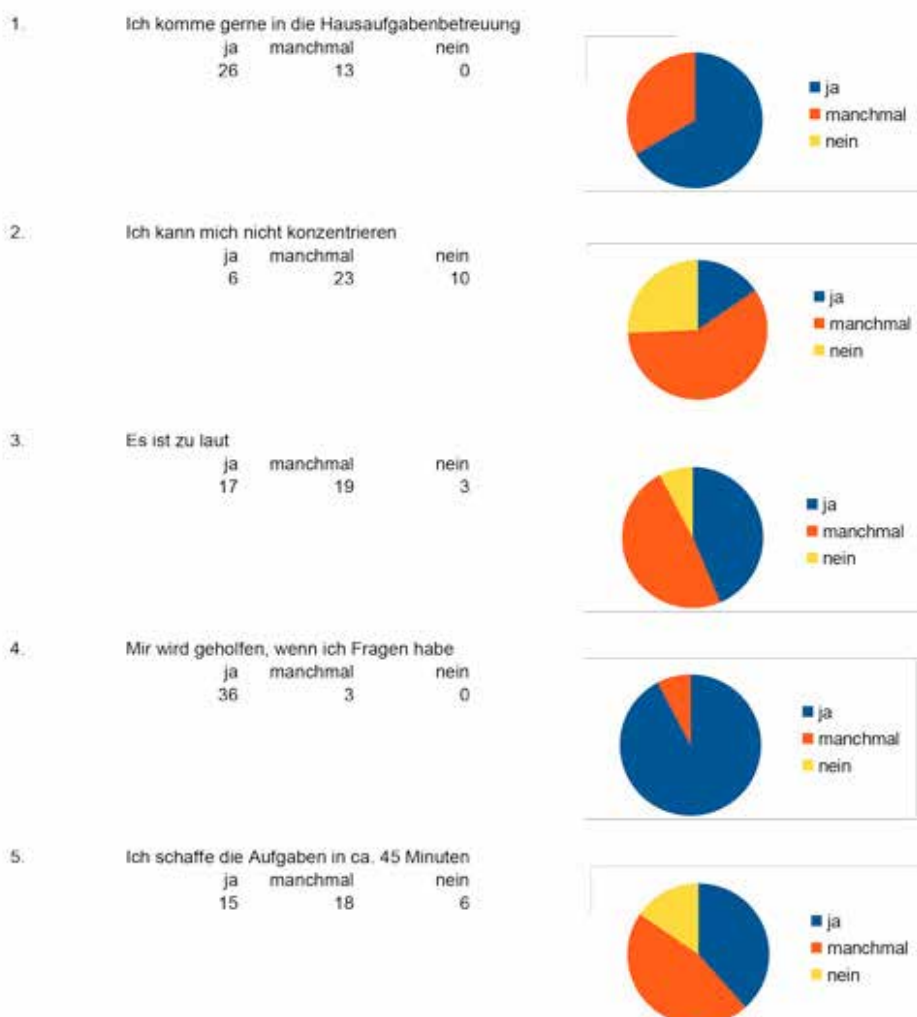 1. Ich komme gerne in die Hausaufgabenbetreuung
ja manchmal nein
26 13 0
ja
manchmal
nein
2. Ich kann mich nicht konzentrieren
ja manchmal nein
6 23 10
ja
manchmal
nein
3. Es ist zu laut
ja manchmal nein
17 19 3
ja
manchmal
nein
4. Mir wird geholfen, wenn ich Fragen habe
ja manchmal nein
36 3 0
ja
manchmal
nein
5. Ich schaffe die Aufgaben in ca. 45 Minuten
ja manchmal nein
15 18 6
ja
manchmal
nein